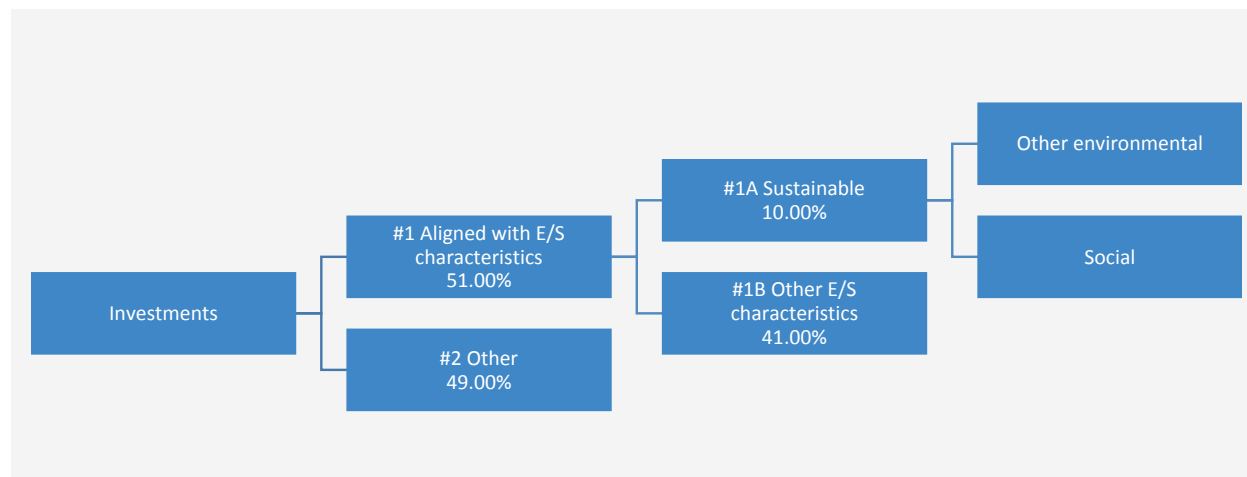 Investments
#1 Aligned with E/S
characteristics
51.00%
#2 Other
49.00%
#1A Sustainable
10.00%
#1B Other E/S
characteristics
41.00%
Other environmental
Social